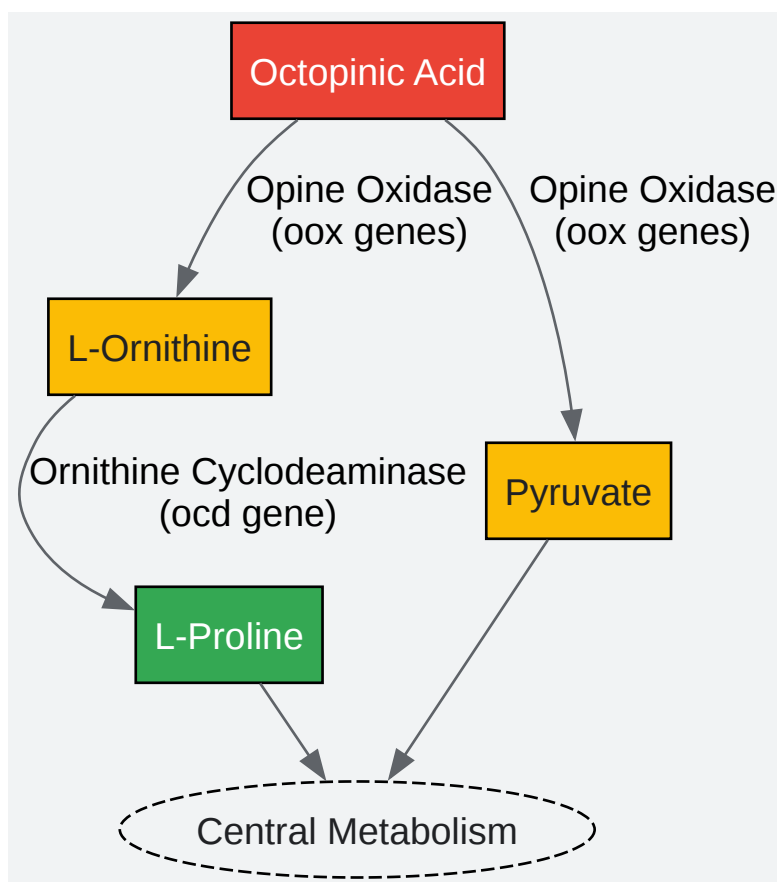 Octopinic Acid
Opine Oxidase
(oox genes)
Opine Oxidase
(oox genes)
L-Ornithine
Ornithine Cyclodeaminase
(ocd gene)
Pyruvate
L-Proline
Central Metabolism